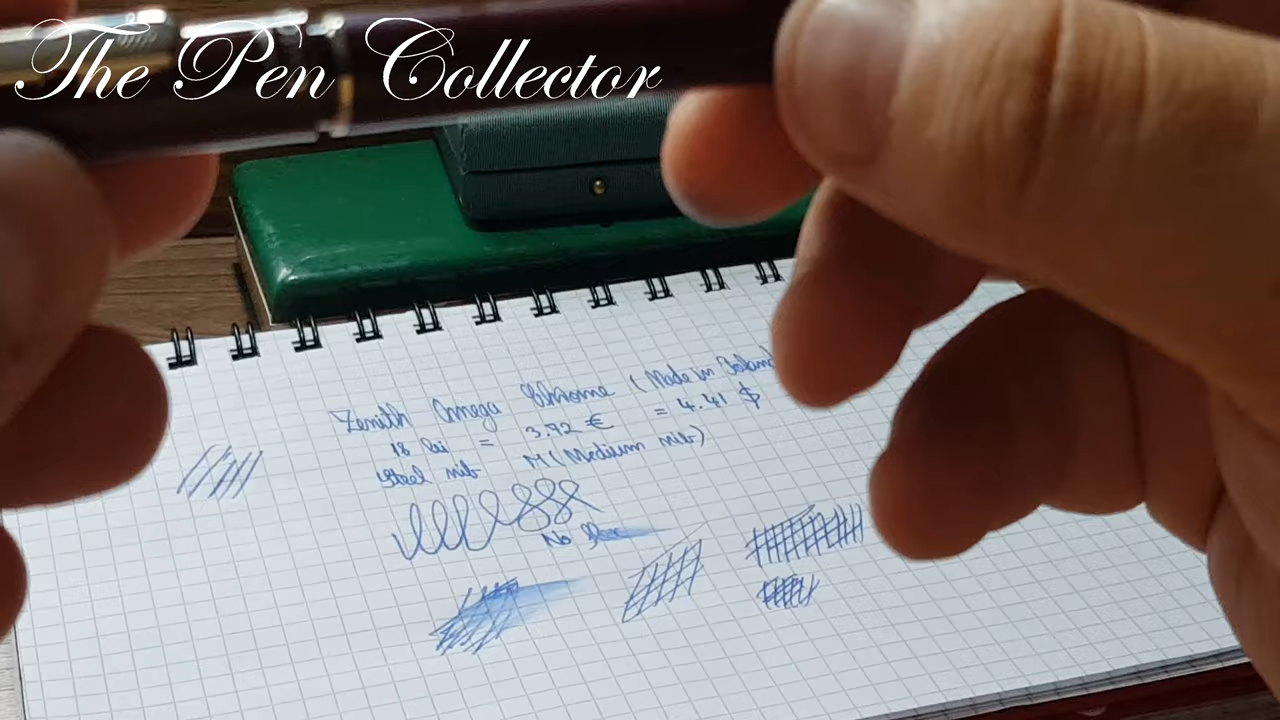 The Pen Collector
Zenith Omega Chrome (Made in Poland
18 lei = 3.72 € = 4.41 $
Steel nib M (Medium nib)
No flex